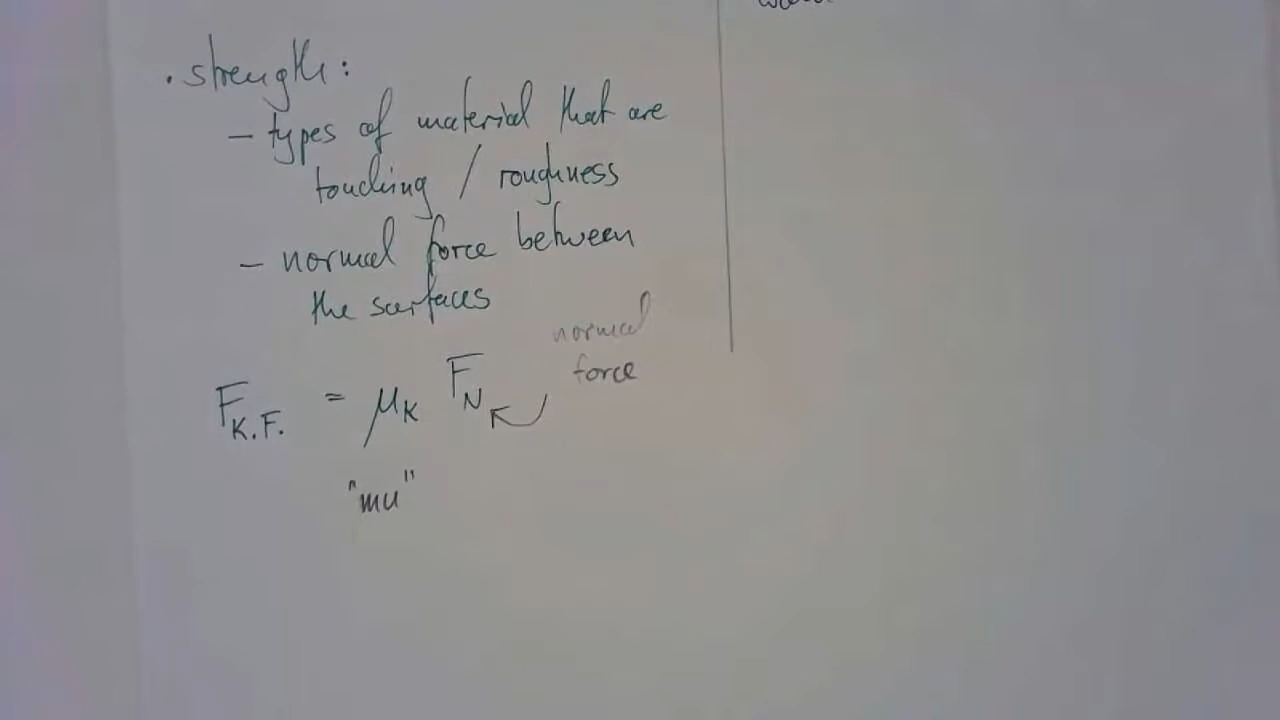 . strength:
– types of material that are
touching / roughness
– normal force between
the surfaces
normal
force
F_K.F. = μ_K F_N
"mu"